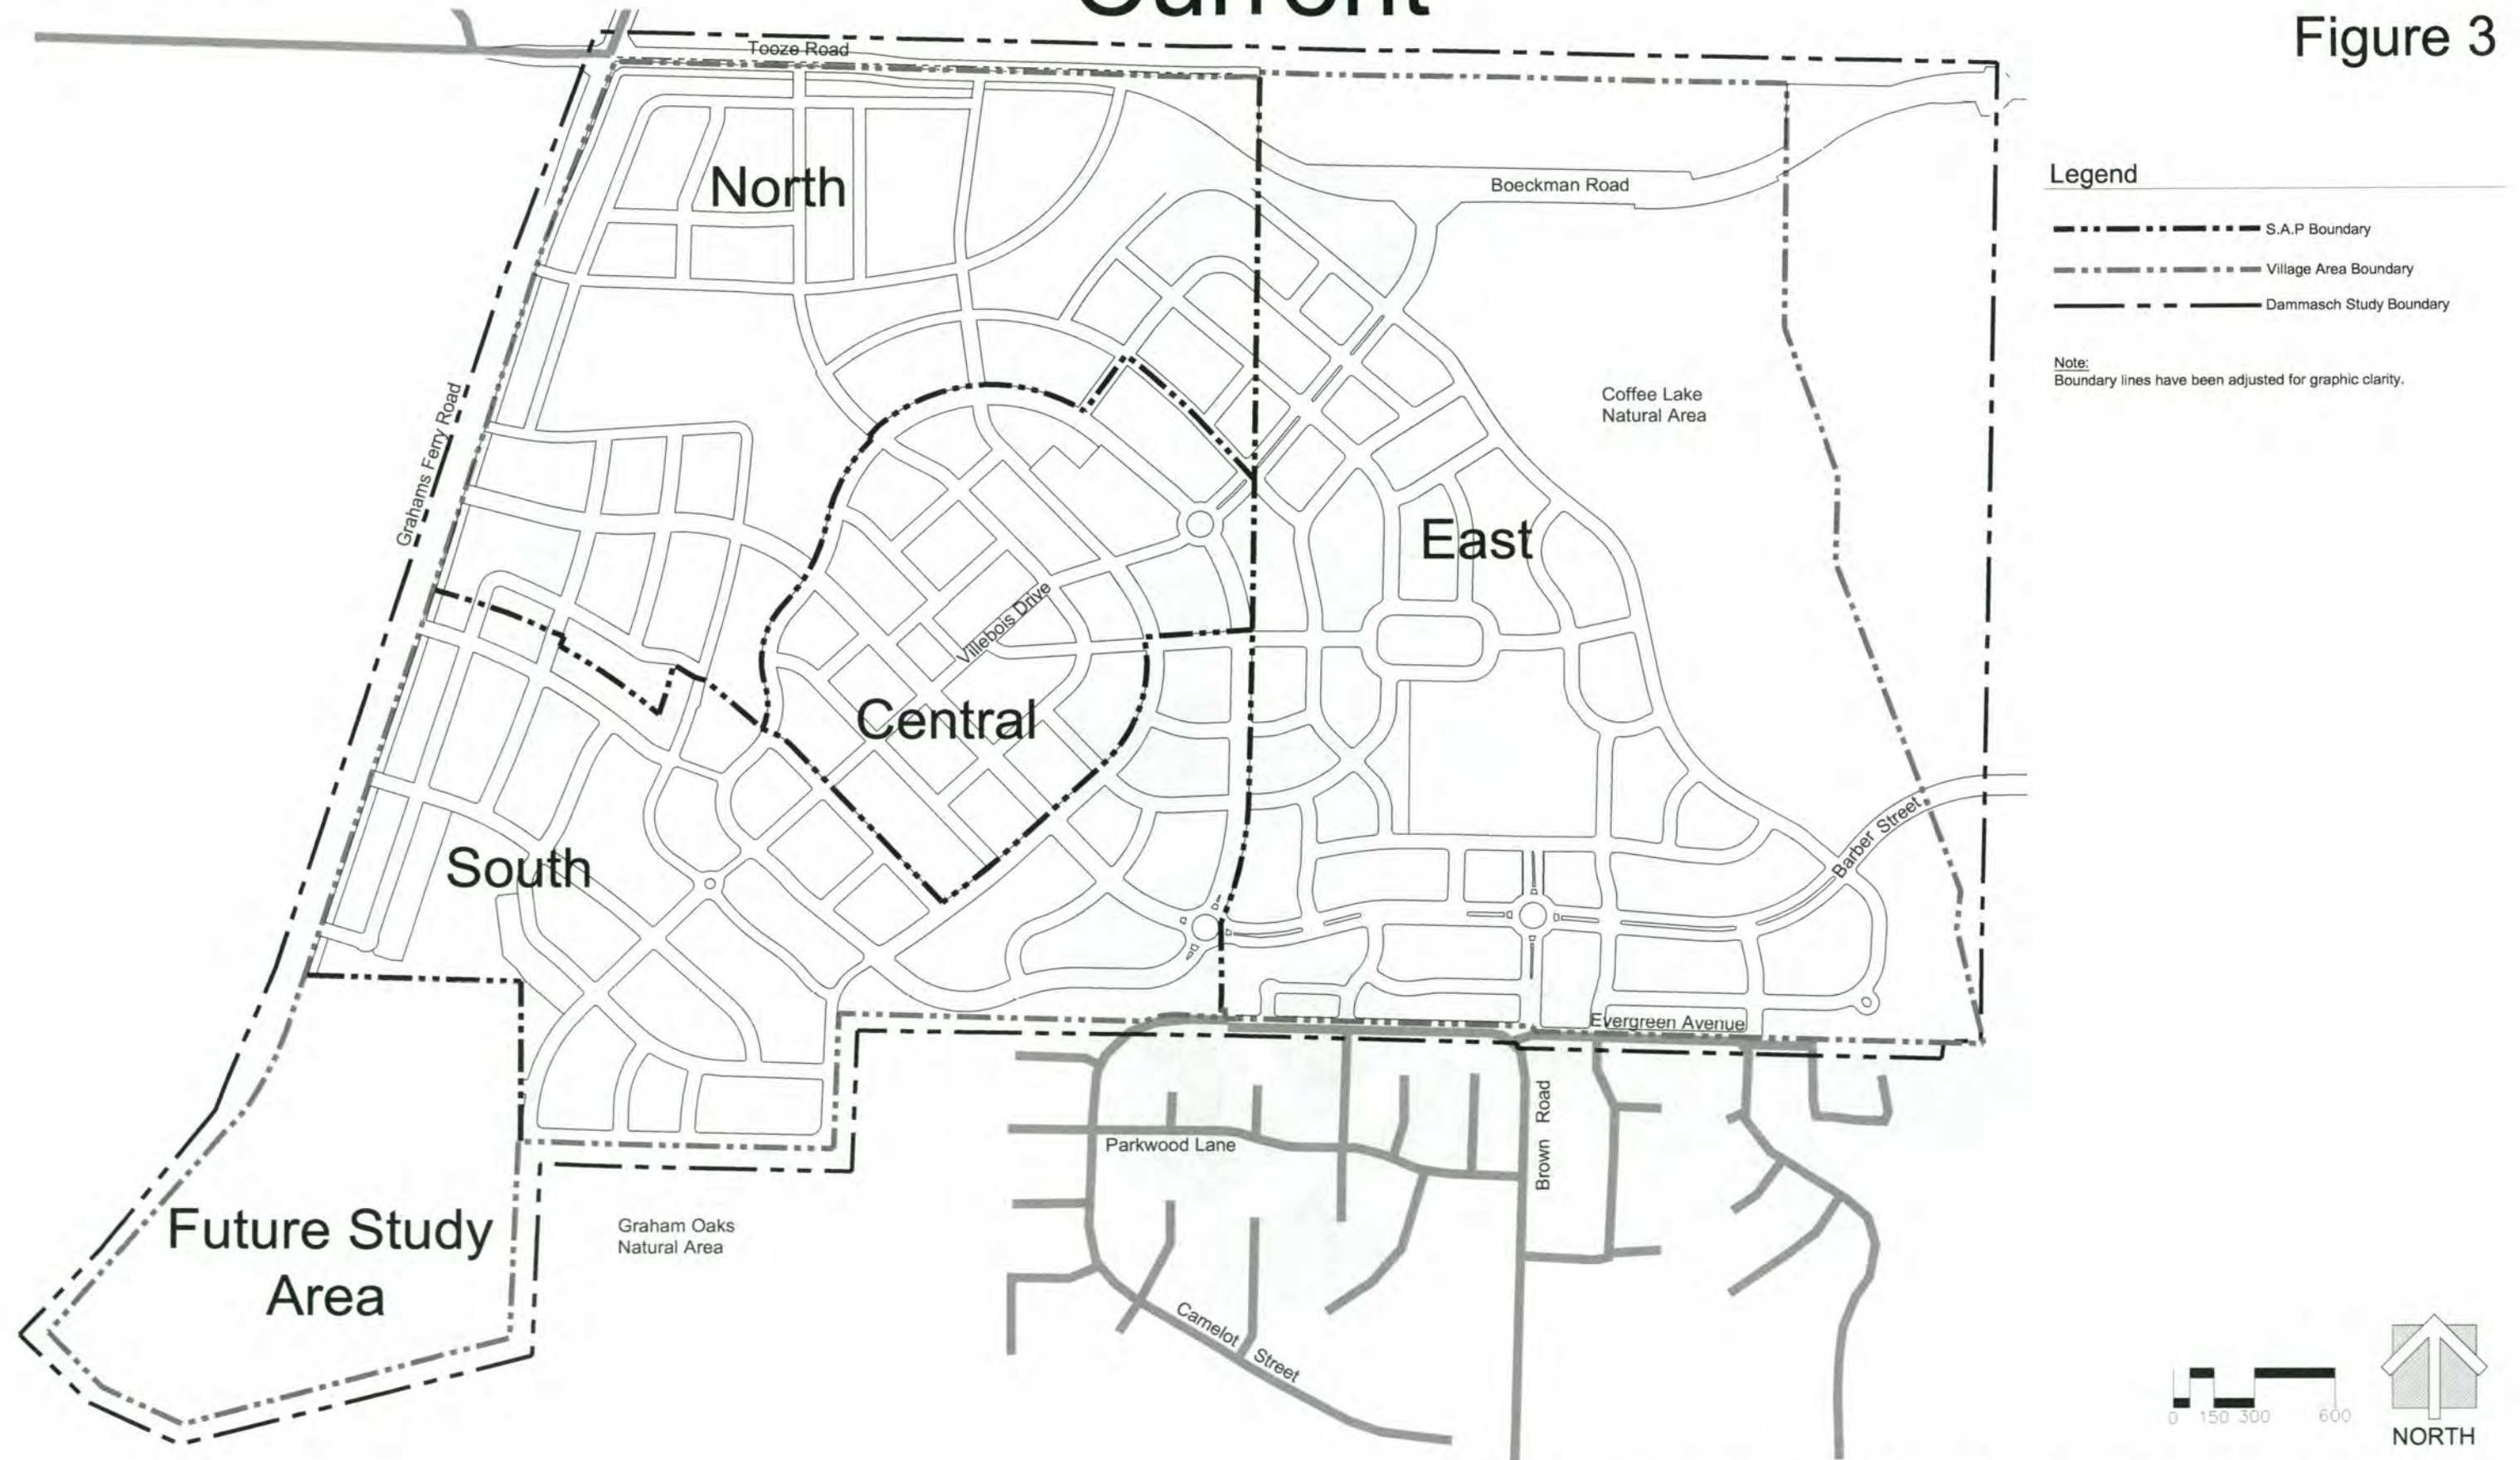 Current
Figure 3
Tooze Road
North
Boeckman Road
Legend
S.A.P Boundary
Village Area Boundary
Dammasch Study Boundary
Note:
Boundary lines have been adjusted for graphic clarity.
Coffee Lake
Natural Area
Grahams Ferry Road
East
Villebois Drive
Central
South
Barber Street
Evergreen Avenue
Parkwood Lane
Brown Road
Future Study
Area
Graham Oaks
Natural Area
Camelot Street
0 150 300 600
NORTH